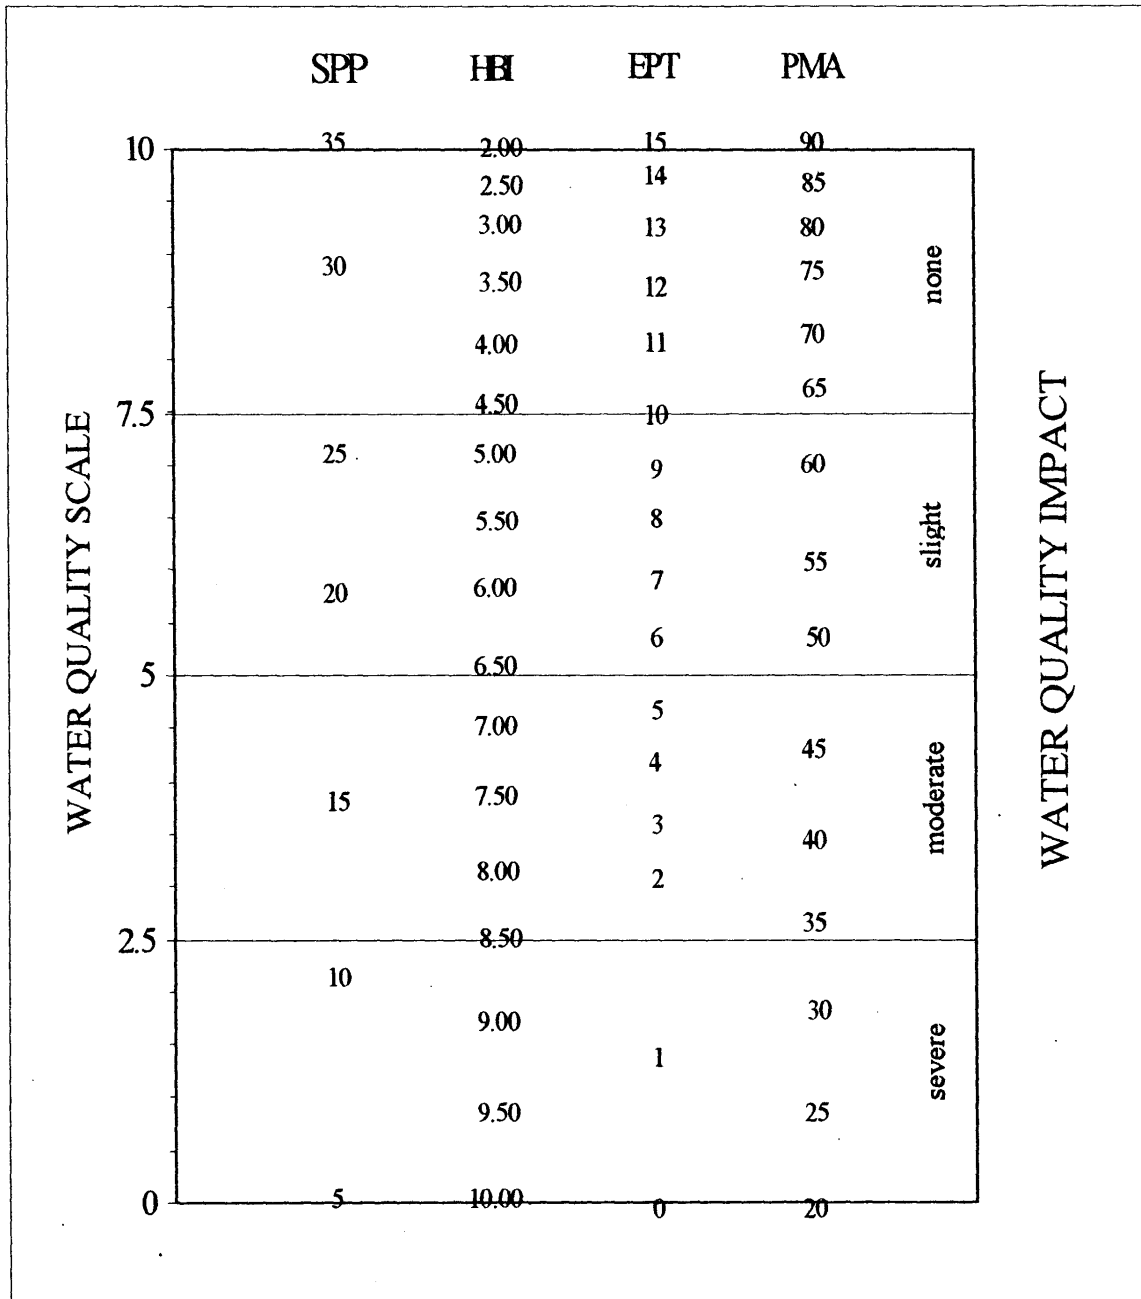 SPP HBI EPT PMA
10 35 2.00 15 90
2.50 14 85
3.00 13 80
30 3.50 12 75
4.00 11 70
4.50 65
7.5 10
25 5.00 9 60
5.50 8
20 6.00 7 55
6 50
5 6.50
7.00 5 45
4
15 7.50 3 40
8.00 2
35
2.5 8.50
10 9.00 30
1
9.50 25
0 5 10.00 0 20
none
slight
moderate
severe
WATER QUALITY SCALE
WATER QUALITY IMPACT